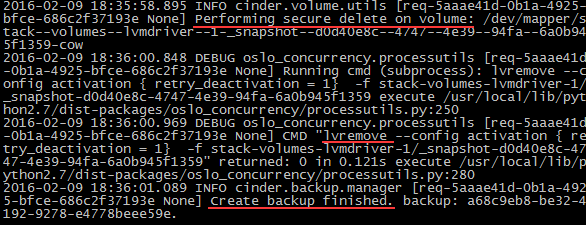 2016-02-09 18:35:58.895 INFO cinder.volume.utils [req-5aaae41d-0b1a-4925-
bfce-686c2f37193e None] Performing secure delete on volume: /dev/mapper/s
tack--volumes--lvmdriver--1-_snapshot--d0d40e8c--4747--4e39--94fa--6a0b94
5f1359-cow
2016-02-09 18:36:00.848 DEBUG oslo_concurrency.processutils [req-5aaae41d
-0b1a-4925-bfce-686c2f37193e None] Running cmd (subprocess): lvremove --c
onfig activation { retry_deactivation = 1}  -f stack-volumes-lvmdriver-1/
_snapshot-d0d40e8c-4747-4e39-94fa-6a0b945f1359 execute /usr/local/lib/pyt
hon2.7/dist-packages/oslo_concurrency/processutils.py:250
2016-02-09 18:36:00.969 DEBUG oslo_concurrency.processutils [req-5aaae41d
-0b1a-4925-bfce-686c2f37193e None] CMD "lvremove --config activation { re
try_deactivation = 1}  -f stack-volumes-lvmdriver-1/_snapshot-d0d40e8c-47
47-4e39-94fa-6a0b945f1359" returned: 0 in 0.121s execute /usr/local/lib/p
ython2.7/dist-packages/oslo_concurrency/processutils.py:280
2016-02-09 18:36:01.089 INFO cinder.backup.manager [req-5aaae41d-0b1a-492
5-bfce-686c2f37193e None] Create backup finished. backup: a68c9eb8-be32-4
192-9278-e4778beee59e.